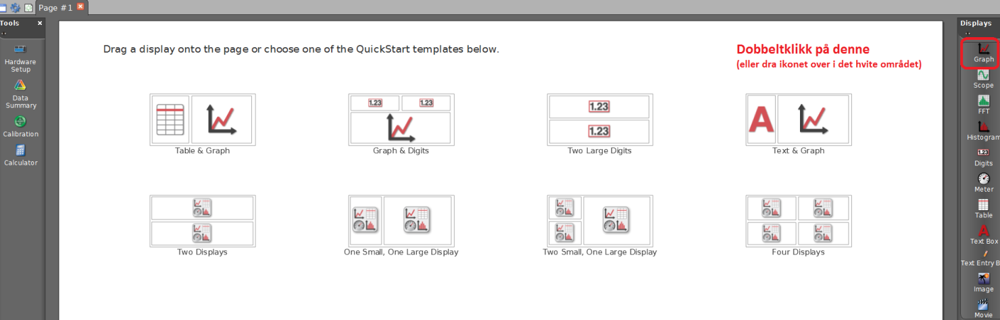 Page #1
Tools
Displays
Drag a display onto the page or choose one of the QuickStart templates below.
Dobbeltklikk på denne
(eller dra ikonet over i det hvite området)
Hardware
Setup
Data
Summary
Calibration
Calculator
1.23 1.23
1.23
1.23
A
Table & Graph
Graph & Digits
Two Large Digits
Text & Graph
Two Displays
One Small, One Large Display
Two Small, One Large Display
Four Displays
Graph
Scope
FFT
Histogram
1.23
Digits
Meter
Table
A
Text Box
Text Entry B
Image
Movie